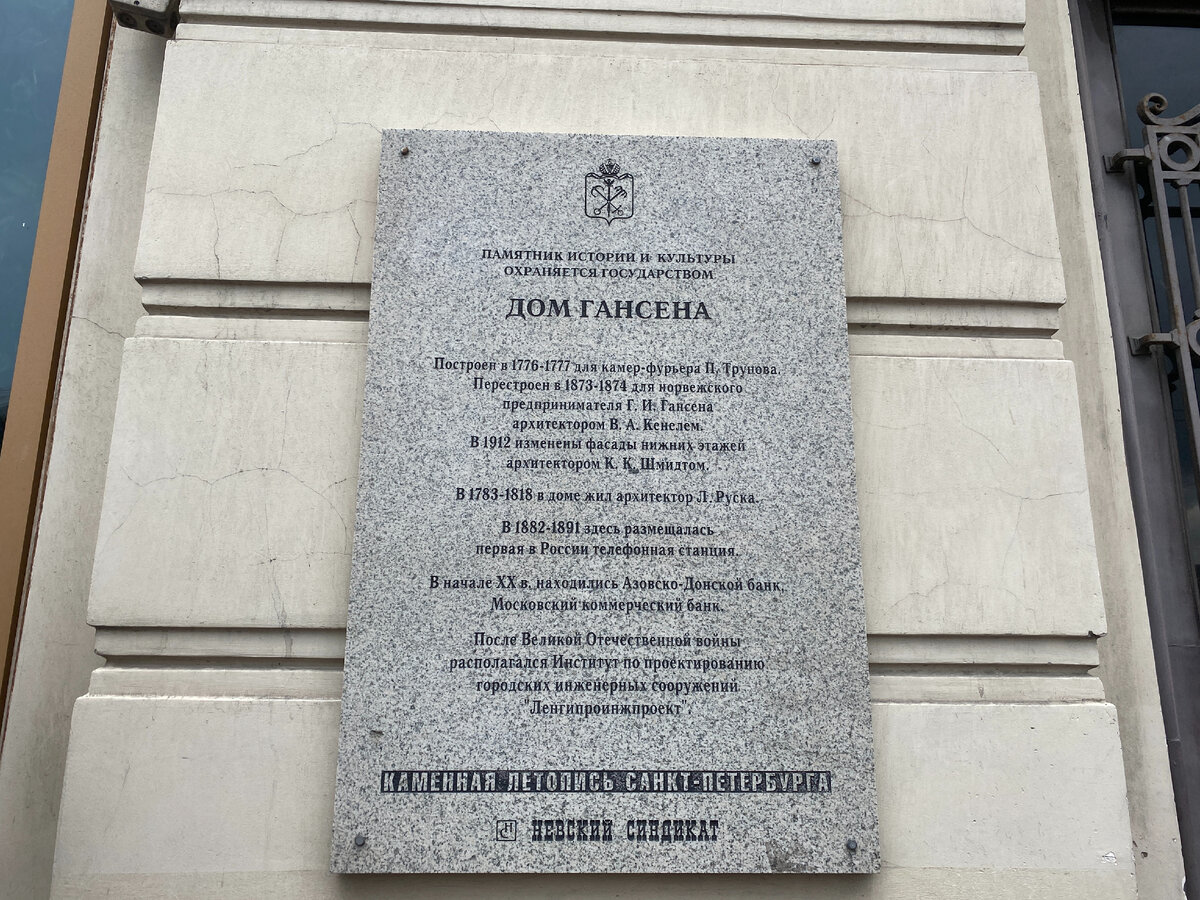 ПАМЯТНИК ИСТОРИИ И КУЛЬТУРЫ
ОХРАНЯЕТСЯ ГОСУДАРСТВОМ
ДОМ ГАНСЕНА
Построен в 1776-1777 для камер-фурьера П. Трунова.
Перестроен в 1873-1874 для норвежского
предпринимателя Г. И. Гансена
архитектором В. А. Кенелем.
В 1912 изменены фасады нижних этажей
архитектором К. К. Шмидтом.
В 1783-1818 в доме жил архитектор Л. Руска.
В 1882-1891 здесь размещалась
первая в России телефонная станция.
В начале XX в. находились Азовско-Донской банк,
Московский коммерческий банк.
После Великой Отечественной войны
располагался Институт по проектированию
городских инженерных сооружений
"Ленгипроинжпроект".
КАМЕННАЯ ЛЕТОПИСЬ САНКТ-ПЕТЕРБУРГА
НЕВСКИЙ СИНДИКАТ